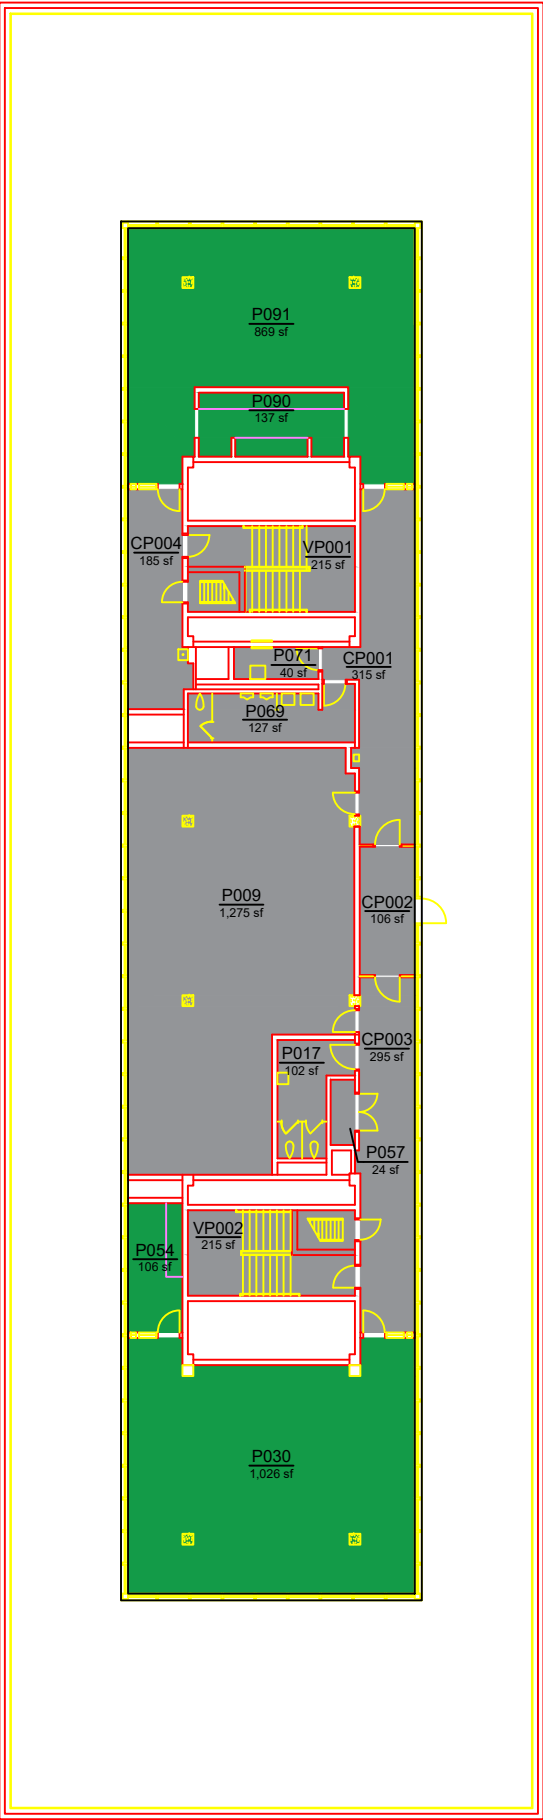 P091
869 sf
P090
137 sf
CP004
185 sf
VP001
215 sf
P071
40 sf
CP001
315 sf
P069
127 sf
P009
1,275 sf
CP002
106 sf
CP003
295 sf
P017
102 sf
P057
24 sf
VP002
215 sf
P054
106 sf
P030
1,026 sf